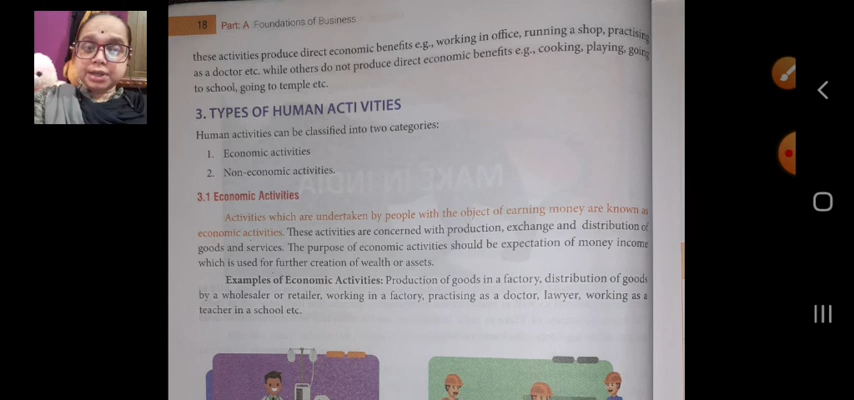 18 Part: A Foundations of Business
these activities produce direct economic benefits e.g., working in office, running a shop, practising
as a doctor etc. while others do not produce direct economic benefits e.g., cooking, playing, going
to school, going to temple etc.
3. TYPES OF HUMAN ACTIVITIES
Human activities can be classified into two categories:
1. Economic activities
2. Non-economic activities.
MAKE IN INDIA
3.1 Economic Activities
Activities which are undertaken by people with the object of earning money are known as
economic activities. These activities are concerned with production, exchange and distribution of
goods and services. The purpose of economic activities should be expectation of money income
which is used for further creation of wealth or assets.
Examples of Economic Activities: Production of goods in a factory, distribution of goods
by a wholesaler or retailer, working in a factory, practising as a doctor, lawyer, working as a
teacher in a school etc.